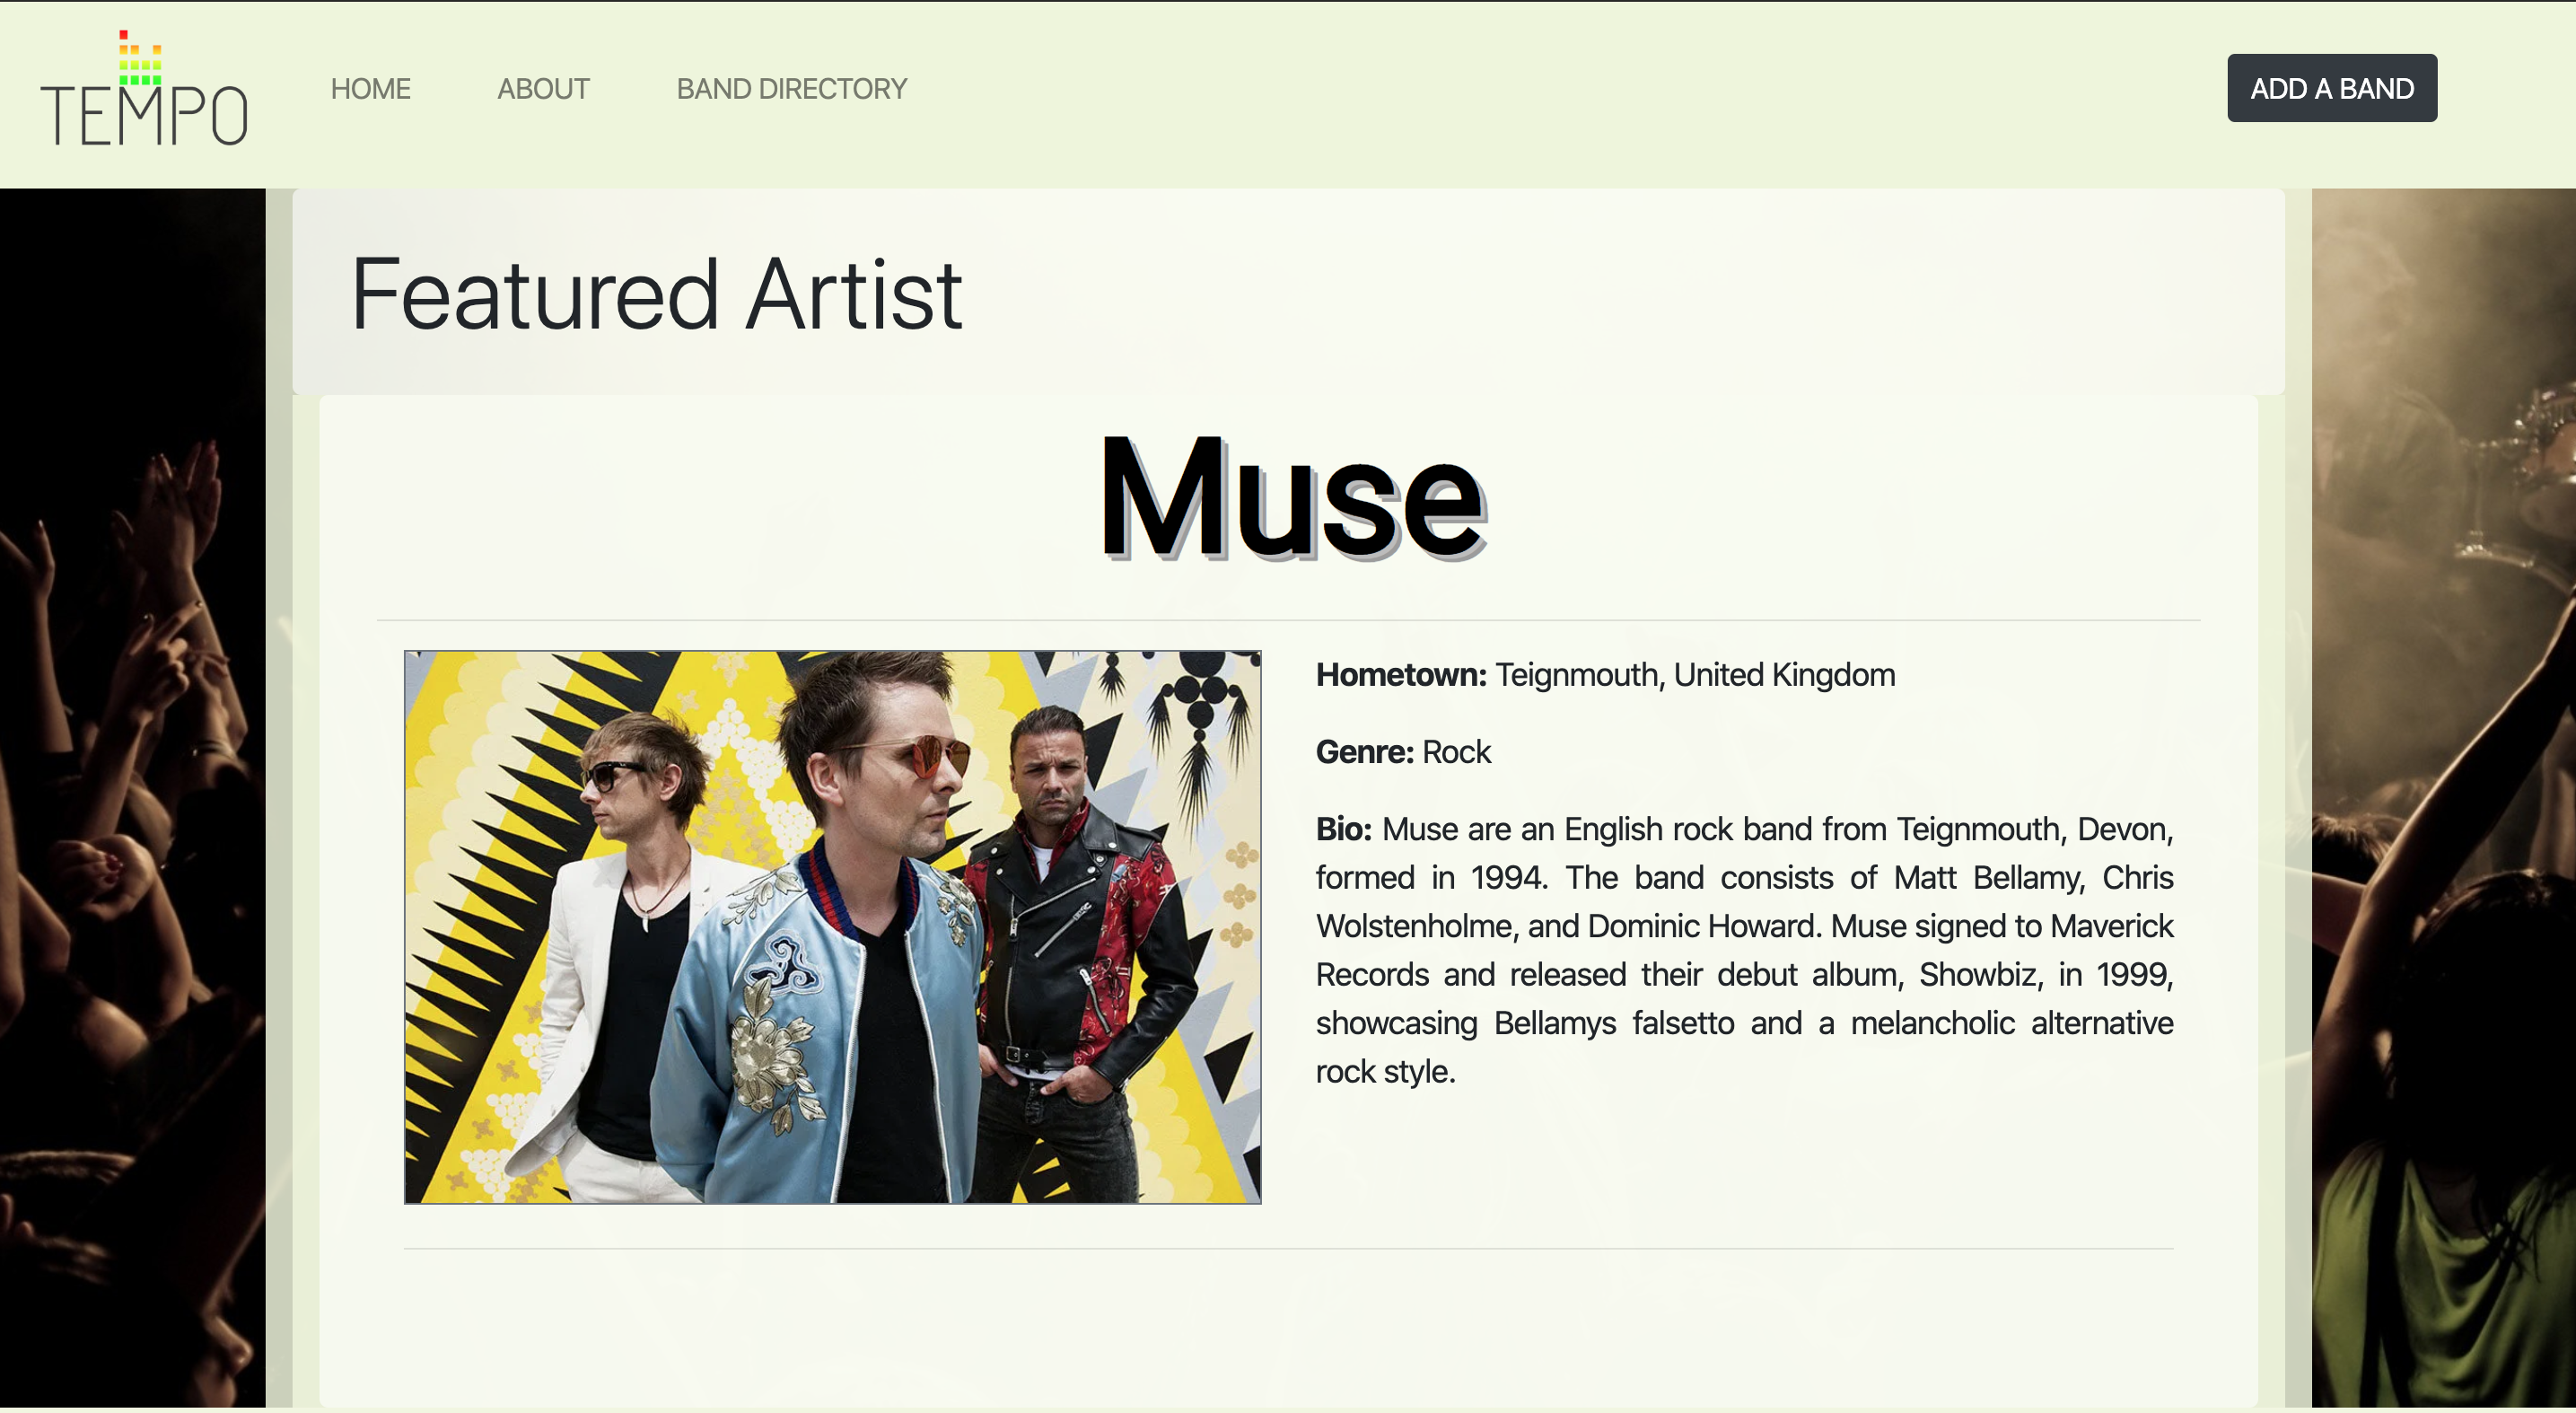 TEMPO
HOME
ABOUT
BAND DIRECTORY
ADD A BAND
Featured Artist
Muse
Hometown: Teignmouth, United Kingdom
Genre: Rock
Bio: Muse are an English rock band from Teignmouth, Devon,
formed in 1994. The band consists of Matt Bellamy, Chris
Wolstenholme, and Dominic Howard. Muse signed to Maverick
Records and released their debut album, Showbiz, in 1999,
showcasing Bellamys falsetto and a melancholic alternative
rock style.